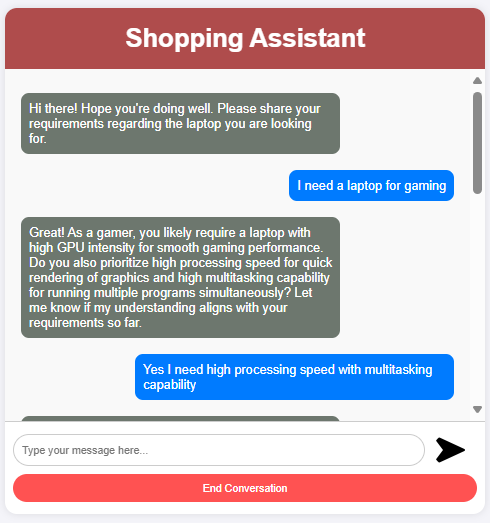 Shopping Assistant
Hi there! Hope you're doing well. Please share your
requirements regarding the laptop you are looking
for.
I need a laptop for gaming
Great! As a gamer, you likely require a laptop with
high GPU intensity for smooth gaming performance.
Do you also prioritize high processing speed for quick
rendering of graphics and high multitasking capability
for running multiple programs simultaneously? Let
me know if my understanding aligns with your
requirements so far.
Yes I need high processing speed with multitasking
capability
Type your message here...
End Conversation